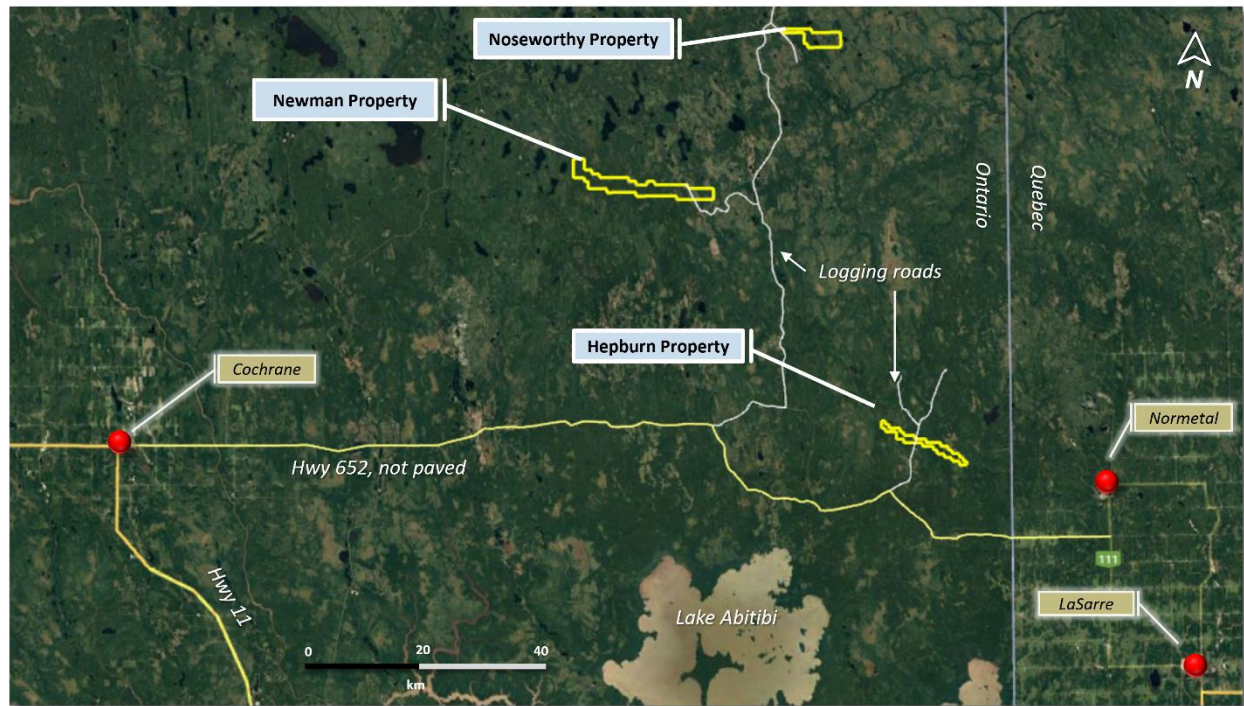 Noseworthy Property
N
Newman Property
Ontario
Quebec
Logging roads
Hepburn Property
Cochrane
Normetal
Hwy 652, not paved
111
Hwy 11
LaSarre
Lake Abitibi
0 20 40
km